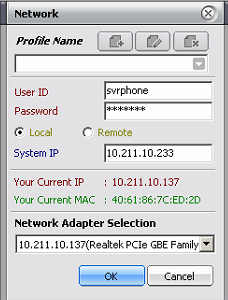 Network
Profile Name
User ID svrphone
Password *******
Local Remote
System IP 10.211.10.233
Your Current IP : 10.211.10.137
Your Current MAC : 40:61:86:7C:ED:2D
Network Adapter Selection
10.211.10.137(Realtek PCIe GBE Family
OK Cancel